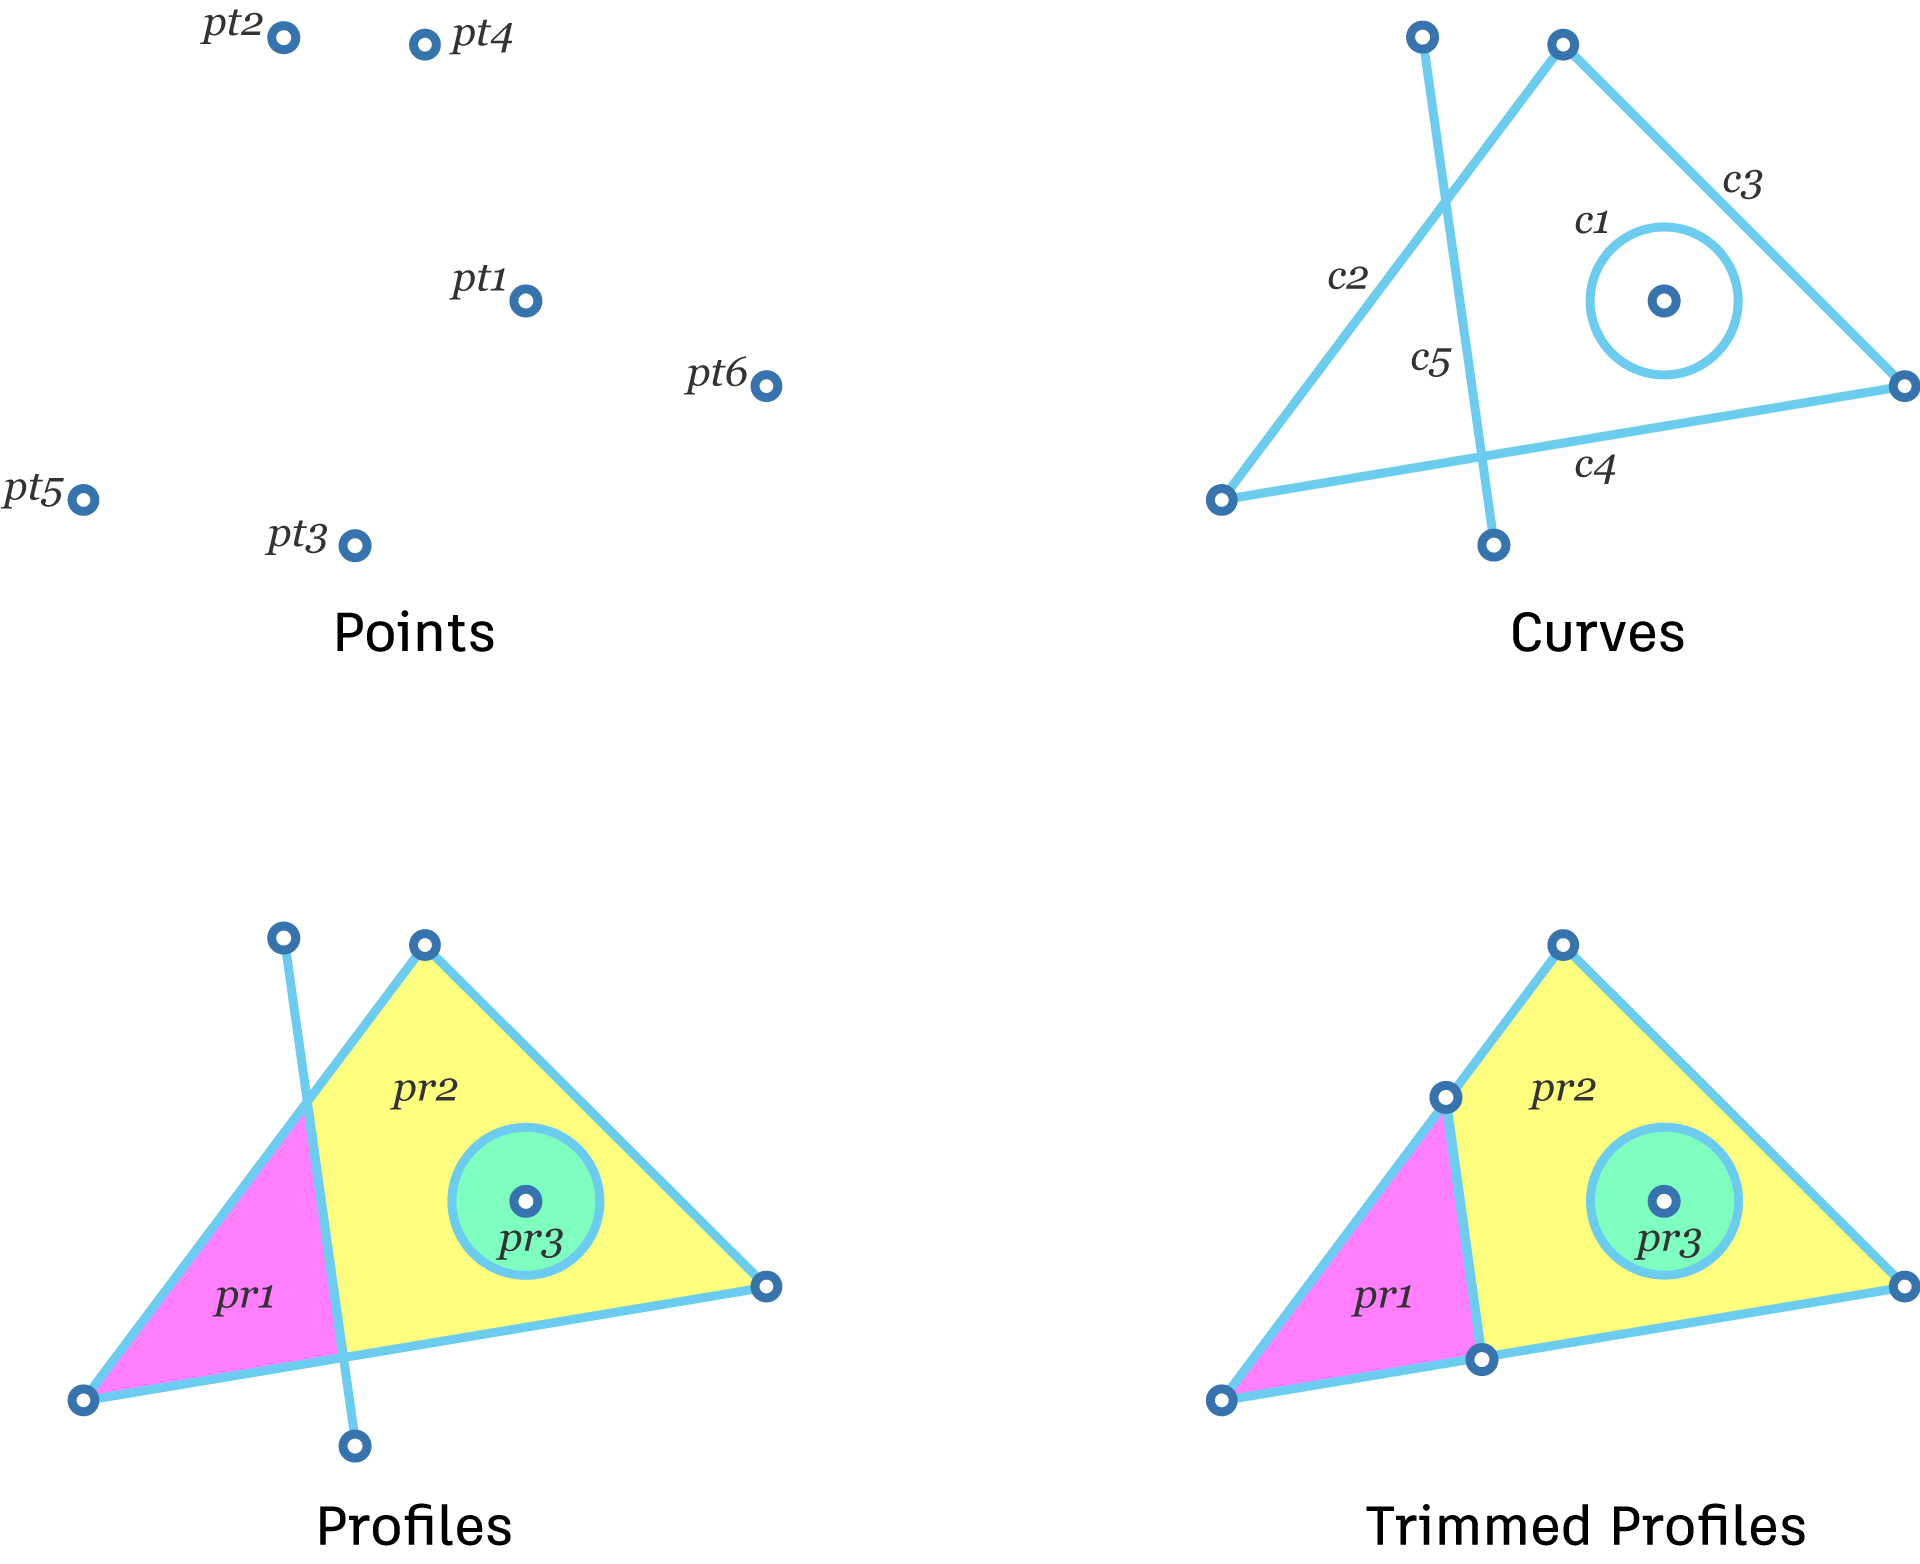 pt2
pt4
pt1
pt6
pt5
pt3
Points
c3
c1
c2
c5
c4
Curves
pr2
pr3
pr1
Profiles
pr2
pr3
pr1
Trimmed Profiles